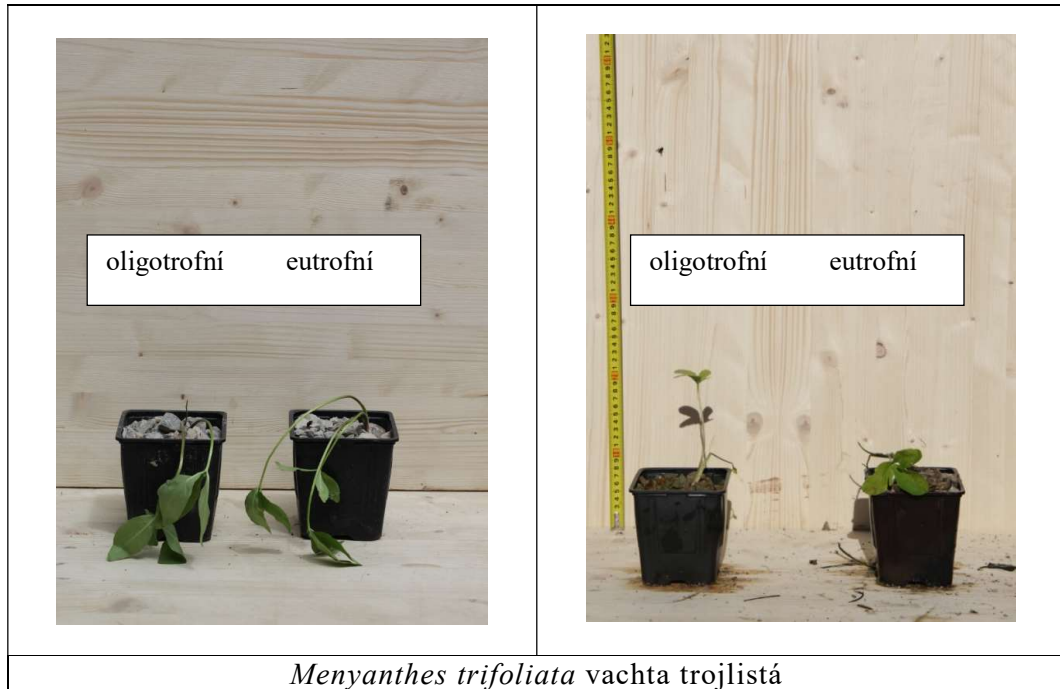 oligotrofní eutrofní
oligotrofní eutrofní
Menyanthes trifoliata vachta trojlistá